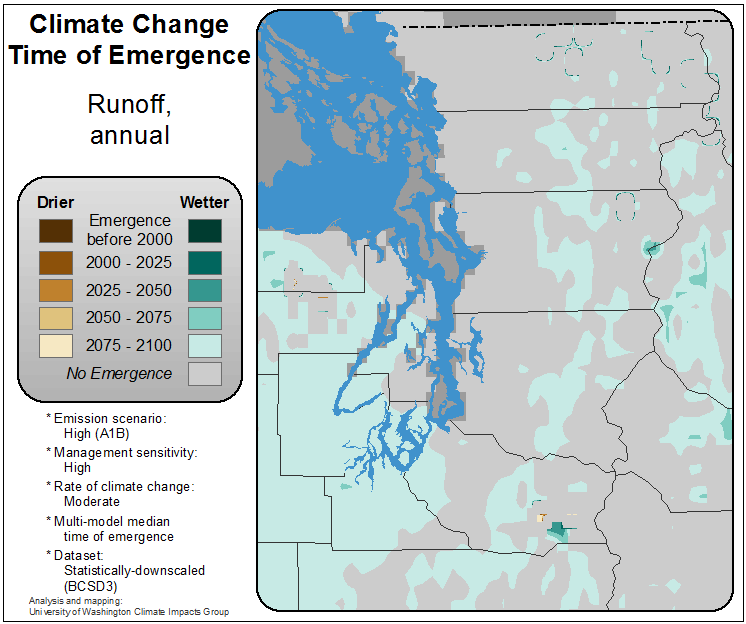 Climate Change
Time of Emergence
Runoff,
annual
Drier Wetter
Emergence
before 2000
2000 - 2025
2025 - 2050
2050 - 2075
2075 - 2100
No Emergence
* Emission scenario:
High (A1B)
* Management sensitivity:
High
* Rate of climate change:
Moderate
* Multi-model median
time of emergence
* Dataset:
Statistically-downscaled
(BCSD3)
Analysis and mapping:
University of Washington Climate Impacts Group